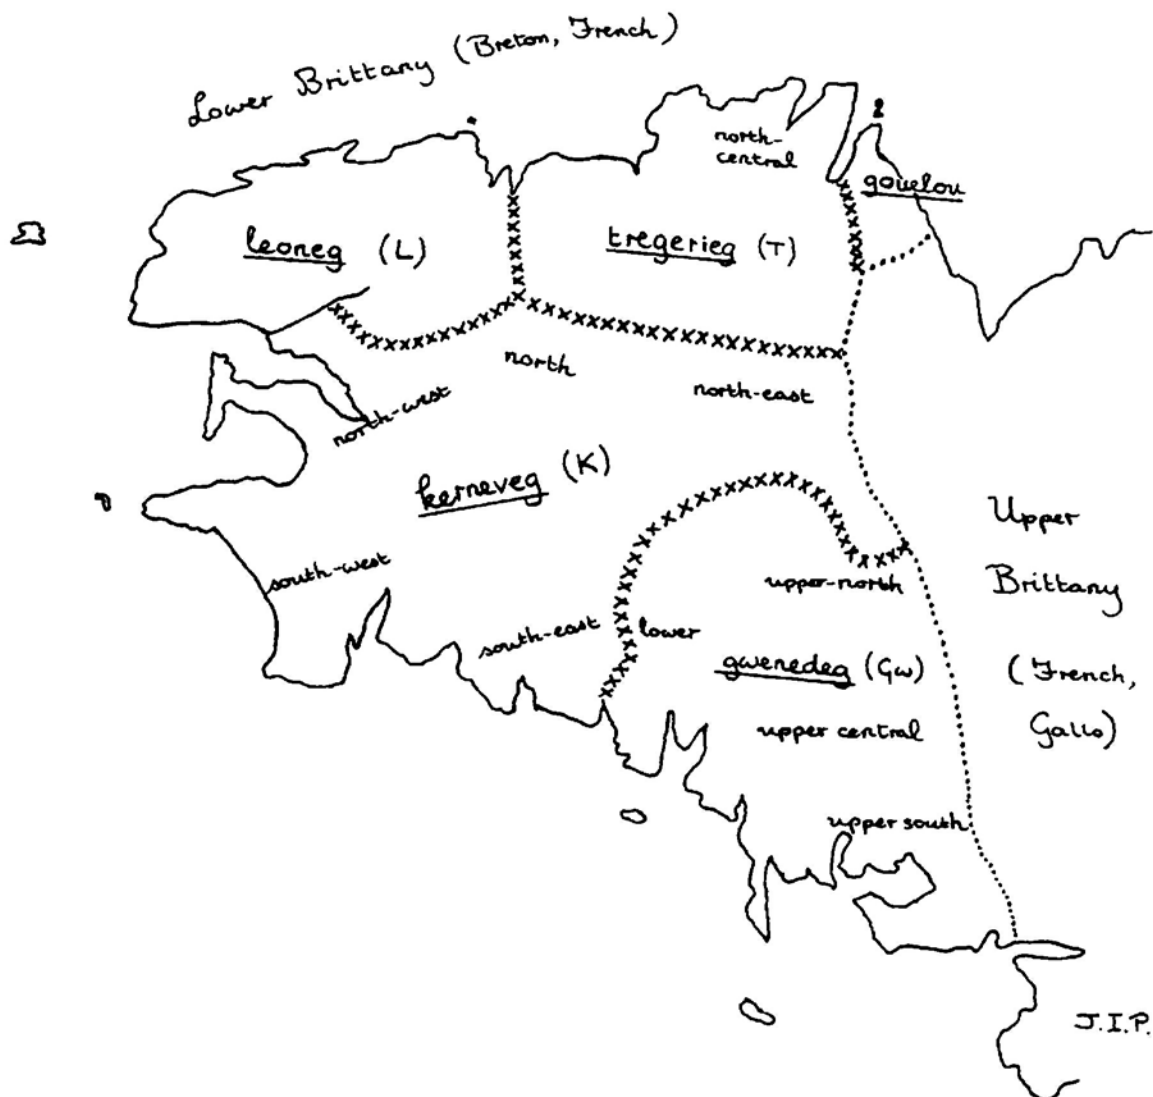 Lower Brittany (Breton, French)
north-
central
gouelou
leoneg (L)
tregerieg (T)
north
north-east
north-west
kerneveg (K)
Upper
Brittany
(French,
Gallo)
south-west
upper-north
south-east
lower
gwenedeg (Gw)
upper central
upper south
J.I.P.